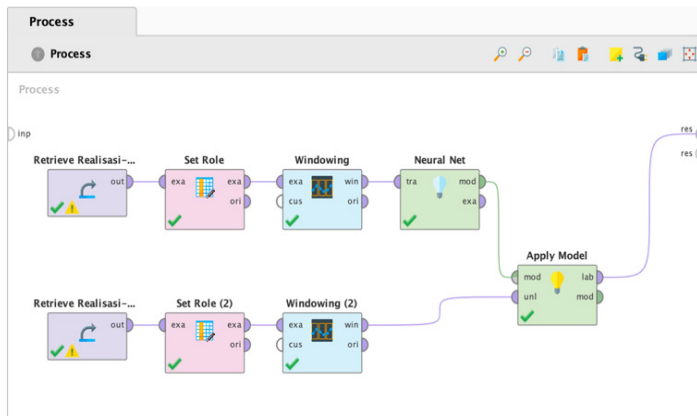 Process
Process
Process
inp
res
res
Retrieve Realisasi-...
out
Set Role
exa
exa
ori
Windowing
exa
win
cus
ori
Neural Net
tra
mod
exa
Apply Model
mod
lab
unl
mod
Retrieve Realisasi-...
out
Set Role (2)
exa
exa
ori
Windowing (2)
exa
win
cus
ori